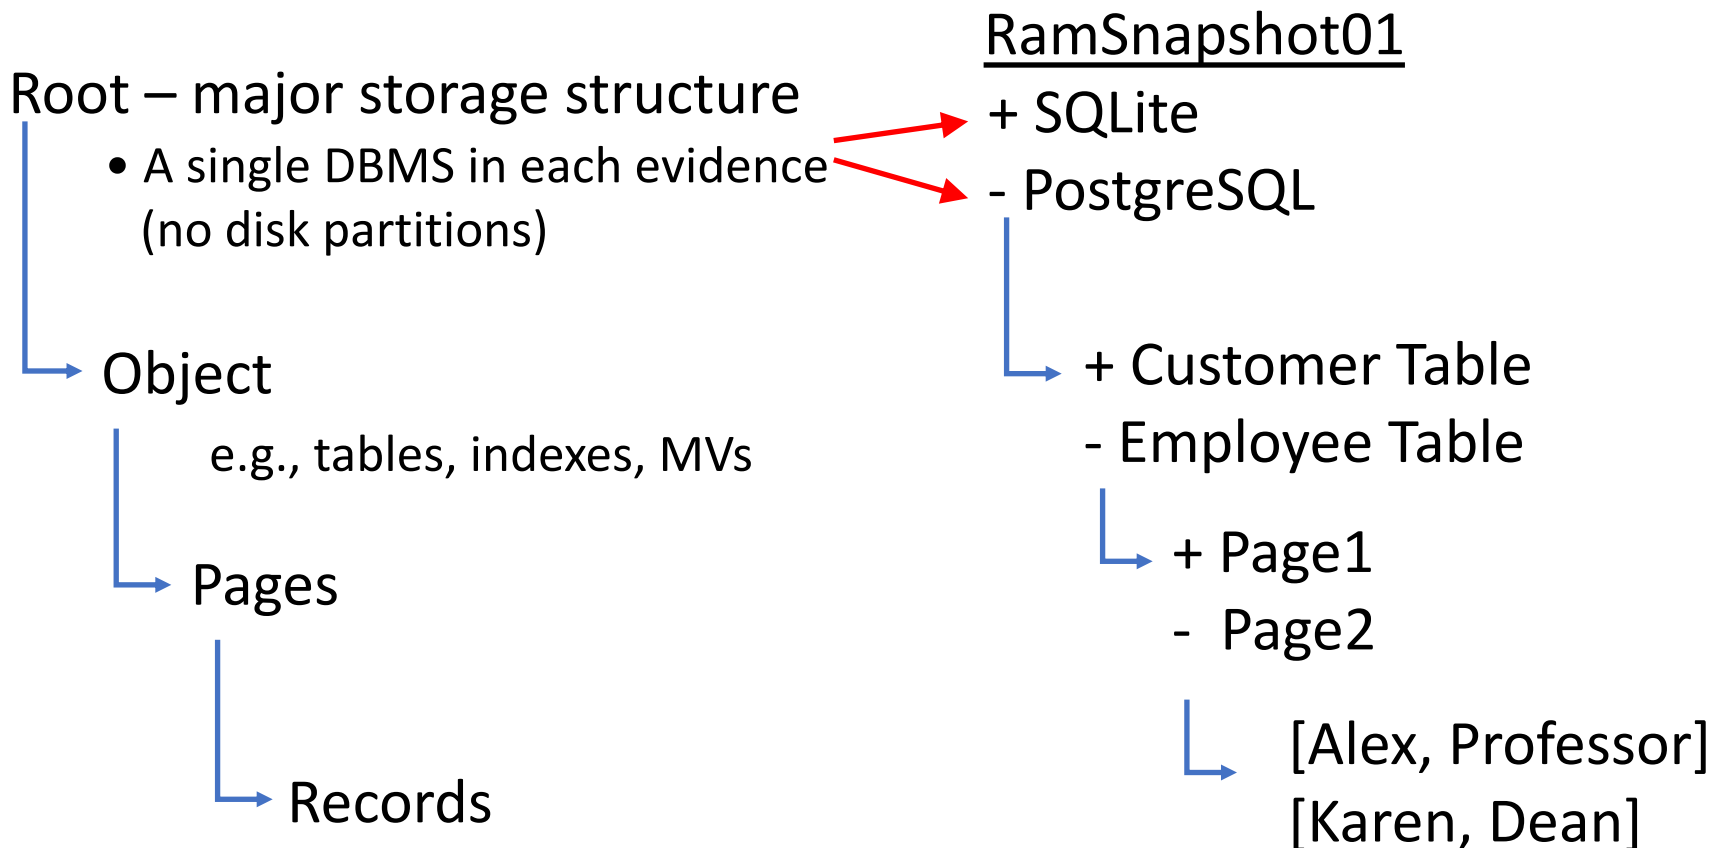 Root – major storage structure
• A single DBMS in each evidence
(no disk partitions)
Object
e.g., tables, indexes, MVs
Pages
Records
RamSnapshot01
+ SQLite
- PostgreSQL
+ Customer Table
- Employee Table
+ Page1
- Page2
[Alex, Professor]
[Karen, Dean]